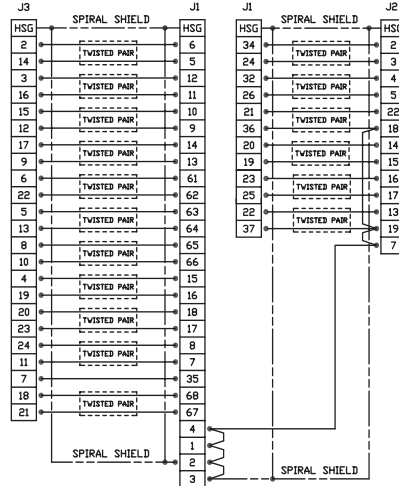 J3
HSG
2
14
3
16
15
12
17
9
6
22
5
13
8
10
4
19
20
23
24
11
7
18
21
SPIRAL SHIELD
TWISTED PAIR
TWISTED PAIR
TWISTED PAIR
TWISTED PAIR
TWISTED PAIR
TWISTED PAIR
TWISTED PAIR
TWISTED PAIR
TWISTED PAIR
TWISTED PAIR
TWISTED PAIR
SPIRAL SHIELD
J1
HSG
6
5
12
11
10
9
14
13
61
62
63
64
65
66
15
16
18
17
8
7
35
68
67
4
1
2
3
J1
HSG
34
24
32
26
21
36
20
19
23
25
22
37
SPIRAL SHIELD
TWISTED PAIR
TWISTED PAIR
TWISTED PAIR
TWISTED PAIR
TWISTED PAIR
TWISTED PAIR
SPIRAL SHIELD
J2
HSG
2
3
4
5
22
18
14
15
16
17
13
19
7